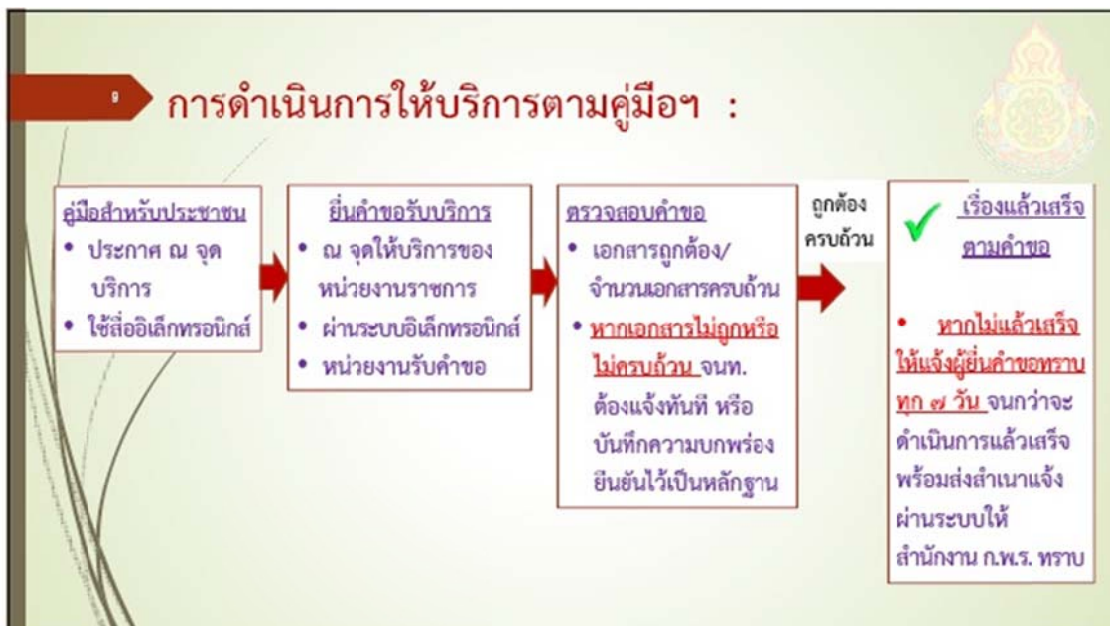 9
การดำเนินการให้บริการตามคู่มือฯ :
คู่มือสำหรับประชาชน
• ประกาศ ณ จุด
บริการ
• ใช้สื่ออิเล็กทรอนิกส์
ยื่นคำขอรับบริการ
• ณ จุดให้บริการของ
หน่วยงานราชการ
• ผ่านระบบอิเล็กทรอนิกส์
• หน่วยงานรับคำขอ
ตรวจสอบคำขอ
• เอกสารถูกต้อง/
จำนวนเอกสารครบถ้วน
• หากเอกสารไม่ถูกหรือ
ไม่ครบถ้วน จนท.
ต้องแจ้งทันที หรือ
บันทึกความบกพร่อง
ยืนยันไว้เป็นหลักฐาน
ถูกต้อง
ครบถ้วน
เรื่องแล้วเสร็จ
ตามคำขอ
• หากไม่แล้วเสร็จ
ให้แจ้งผู้ยื่นคำขอทราบ
ทุก ๗ วัน จนกว่าจะ
ดำเนินการแล้วเสร็จ
พร้อมส่งสำเนาแจ้ง
ผ่านระบบให้
สำนักงาน ก.พ.ร. ทราบ